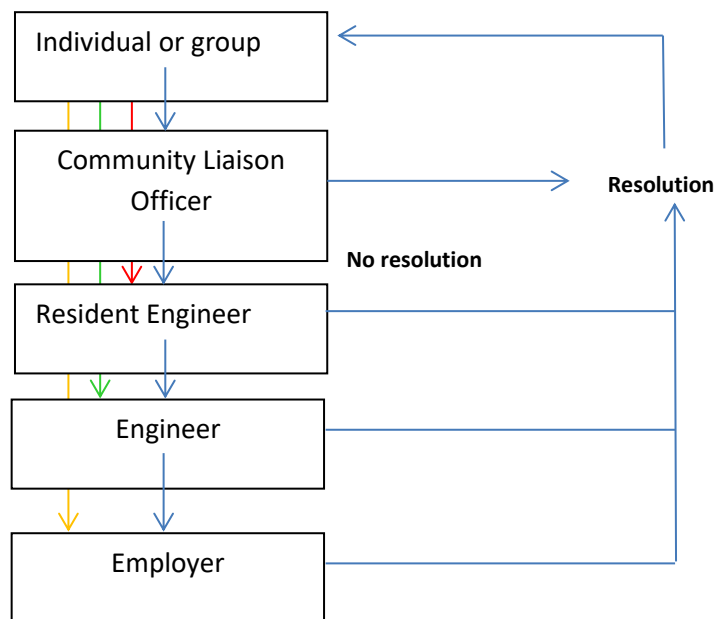 Individual or group
Community Liaison
Officer
Resolution
No resolution
Resident Engineer
Engineer
Employer